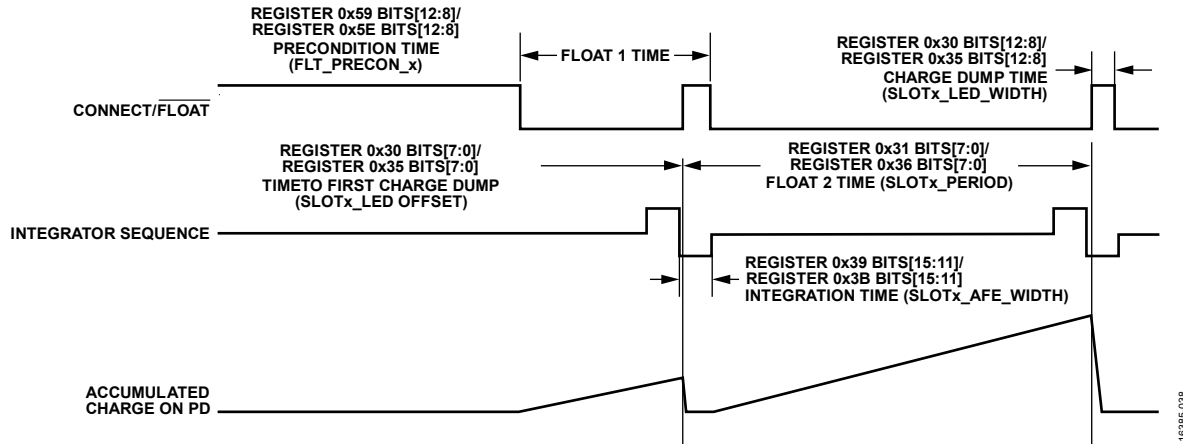 REGISTER 0x59 BITS[12:8]/
REGISTER 0x5E BITS[12:8]
PRECONDITION TIME
(FLT_PRECON_x)
FLOAT 1 TIME
REGISTER 0x30 BITS[12:8]/
REGISTER 0x35 BITS[12:8]
CHARGE DUMP TIME
(SLOTx_LED_WIDTH)
CONNECT/FLOAT
REGISTER 0x30 BITS[7:0]/
REGISTER 0x35 BITS[7:0]
TIMETO FIRST CHARGE DUMP
(SLOTx_LED OFFSET)
REGISTER 0x31 BITS[7:0]/
REGISTER 0x36 BITS[7:0]
FLOAT 2 TIME (SLOTx_PERIOD)
INTEGRATOR SEQUENCE
REGISTER 0x39 BITS[15:11]/
REGISTER 0x3B BITS[15:11]
INTEGRATION TIME (SLOTx_AFE_WIDTH)
ACCUMULATED
CHARGE ON PD
16385-038